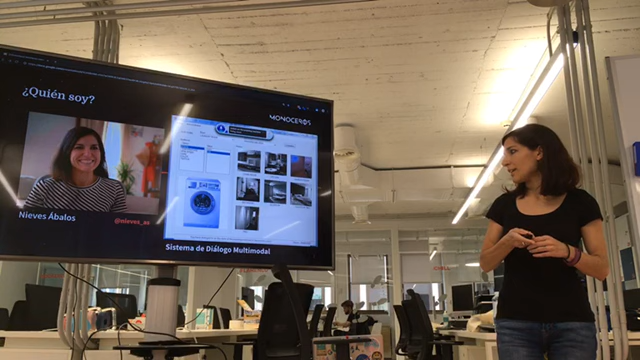 ¿Quién soy?
MONOCEROS
Nieves Ábalos
@nieves_as
Sistema de Diálogo Multimodal